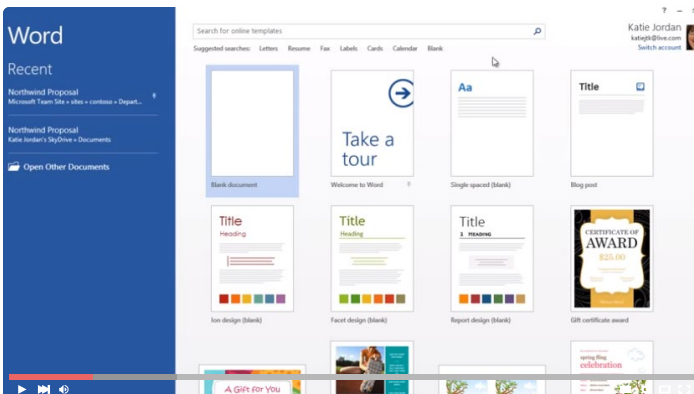 Word
Recent
Northwind Proposal
Microsoft Team Site » sites » contoso » Depart...
Northwind Proposal
Katie Jordan's SkyDrive » Documents
Open Other Documents
?
Search for online templates
Katie Jordan
katiejtk@live.com
Switch account
Suggested searches: Letters Resume Fax Labels Cards Calendar Blank
Take a
tour
Aa
Title
Blank document
Welcome to Word
Single spaced (blank)
Blog post
Title
Heading
Title
Heading
Title
1 HEADING
CERTIFICATE OF
AWARD
$25.00
Ion design (blank)
Facet design (blank)
Report design (blank)
Gift certificate award
A Gift for You
spring fling
celebration